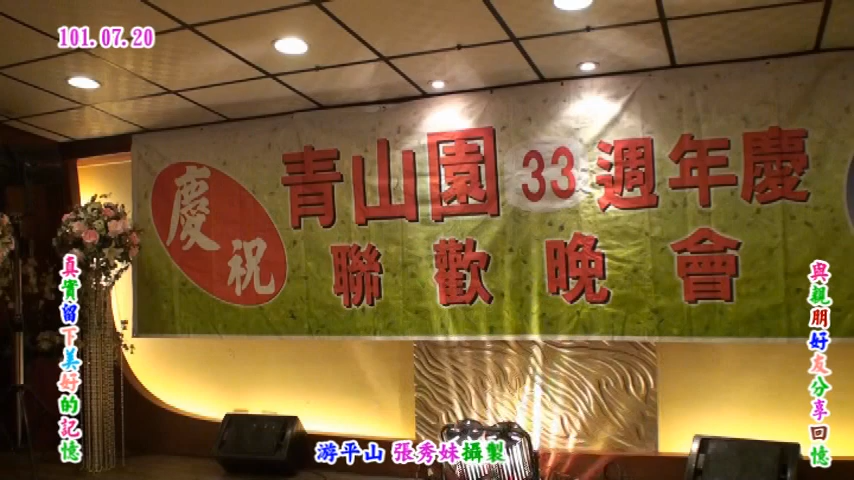 101.07.20
慶祝
青山園33週年慶
聯歡晚會
真實留下美好的記憶
與親朋好友分享回憶
游平山 張秀妹攝製